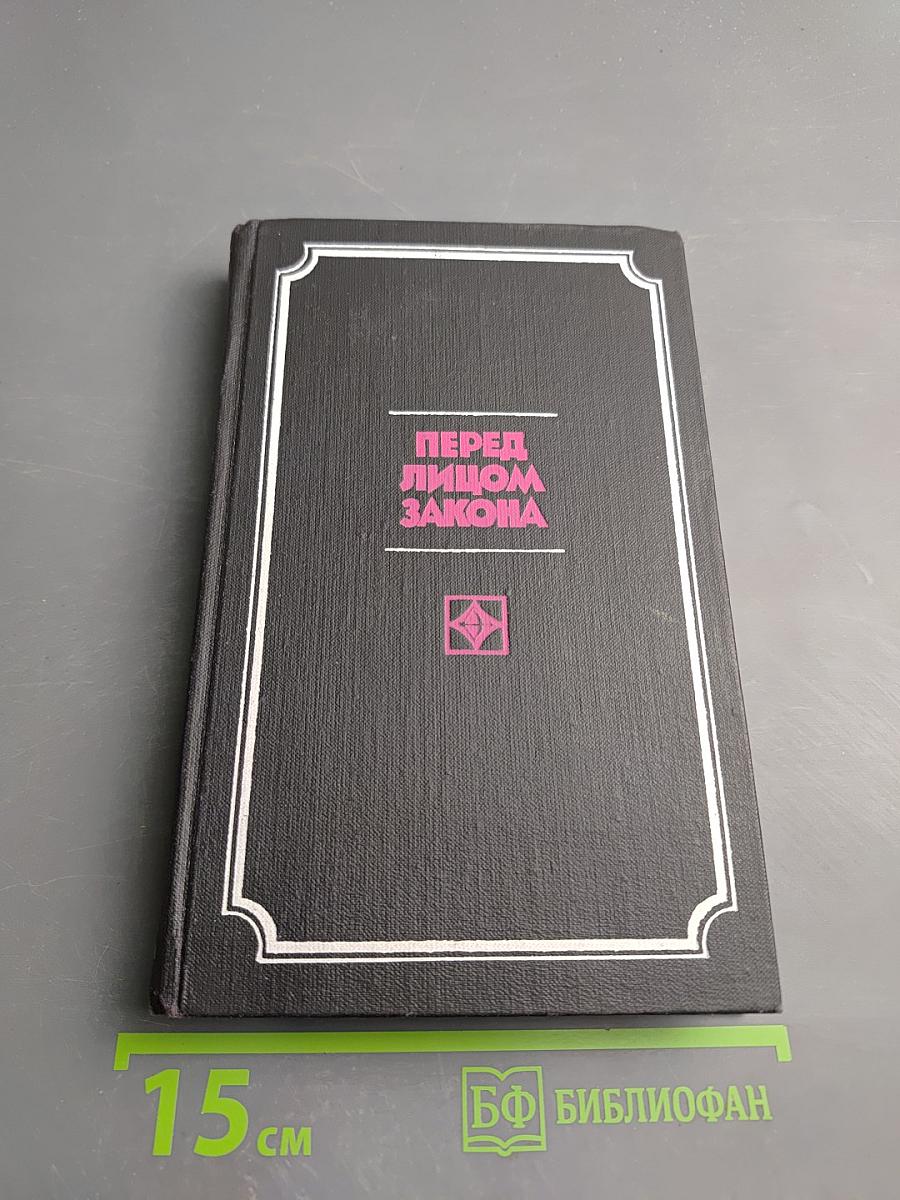 ПЕРЕД
ЛИЦОМ
ЗАКОНА
15 см
БФ БИБЛИОФАН